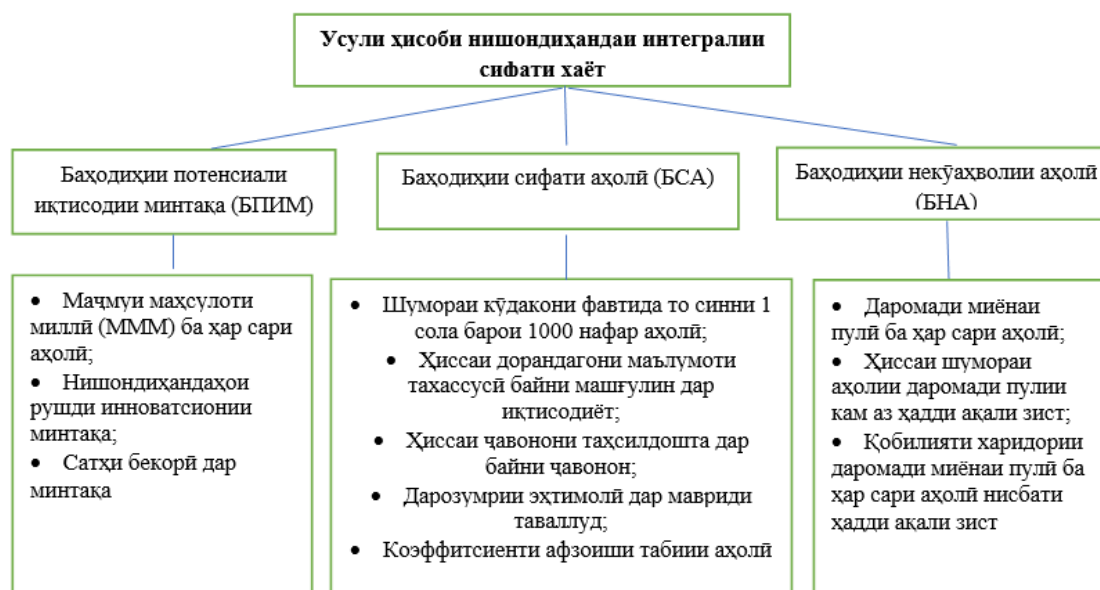 Усули ҳисоби нишондиҳандаи интегралии
сифати хаёт
Баҳодиҳии потенсиали
иқтисодии минтақа (БПИМ)
Баҳодиҳии сифати аҳолӣ (БСА)
Баҳодиҳии некӯаҳволии аҳолӣ
(БНА)
• Маҷмуи маҳсулоти
миллӣ (МММ) ба ҳар сари
аҳолӣ;
• Нишондиҳандаҳои
рушди инноватсионии
минтақа;
• Сатҳи бекорӣ дар
минтақа
• Шумораи кӯдакони фавтида то синни 1
сола барои 1000 нафар аҳолӣ;
• Ҳиссаи дорандагони маълумоти
тахассусӣ байни машғулин дар
иқтисодиёт;
• Ҳиссаи ҷавонони таҳсилдошта дар
байни ҷавонон;
• Дарозумрии эҳтимолӣ дар мавриди
таваллуд;
• Коэффитсиенти афзоиши табиии аҳолӣ
• Даромади миёнаи
пулӣ ба ҳар сари аҳолӣ;
• Ҳиссаи шумораи
аҳолии даромади пулии
кам аз ҳадди ақали зист;
• Қобилияти харидории
даромади миёнаи пулӣ ба
ҳар сари аҳолӣ нисбати
ҳадди ақали зист